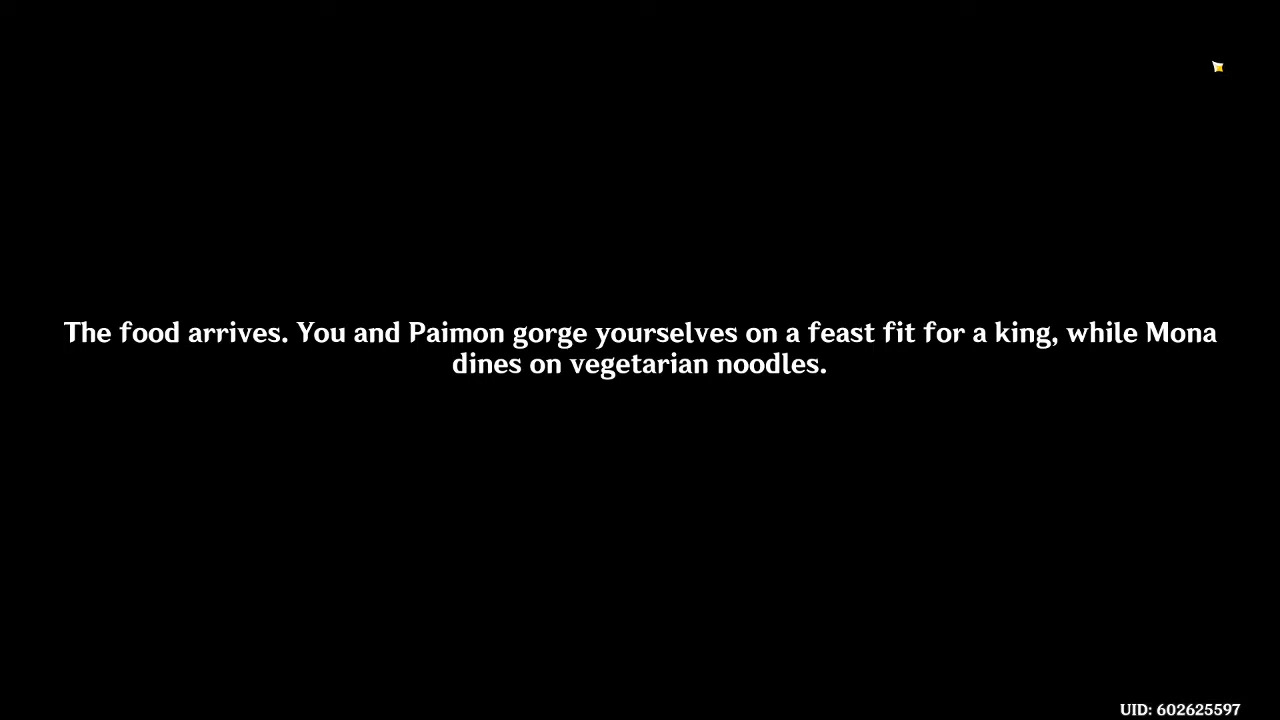 The food arrives. You and Paimon gorge yourselves on a feast fit for a king, while Mona
dines on vegetarian noodles.
UID: 602625597